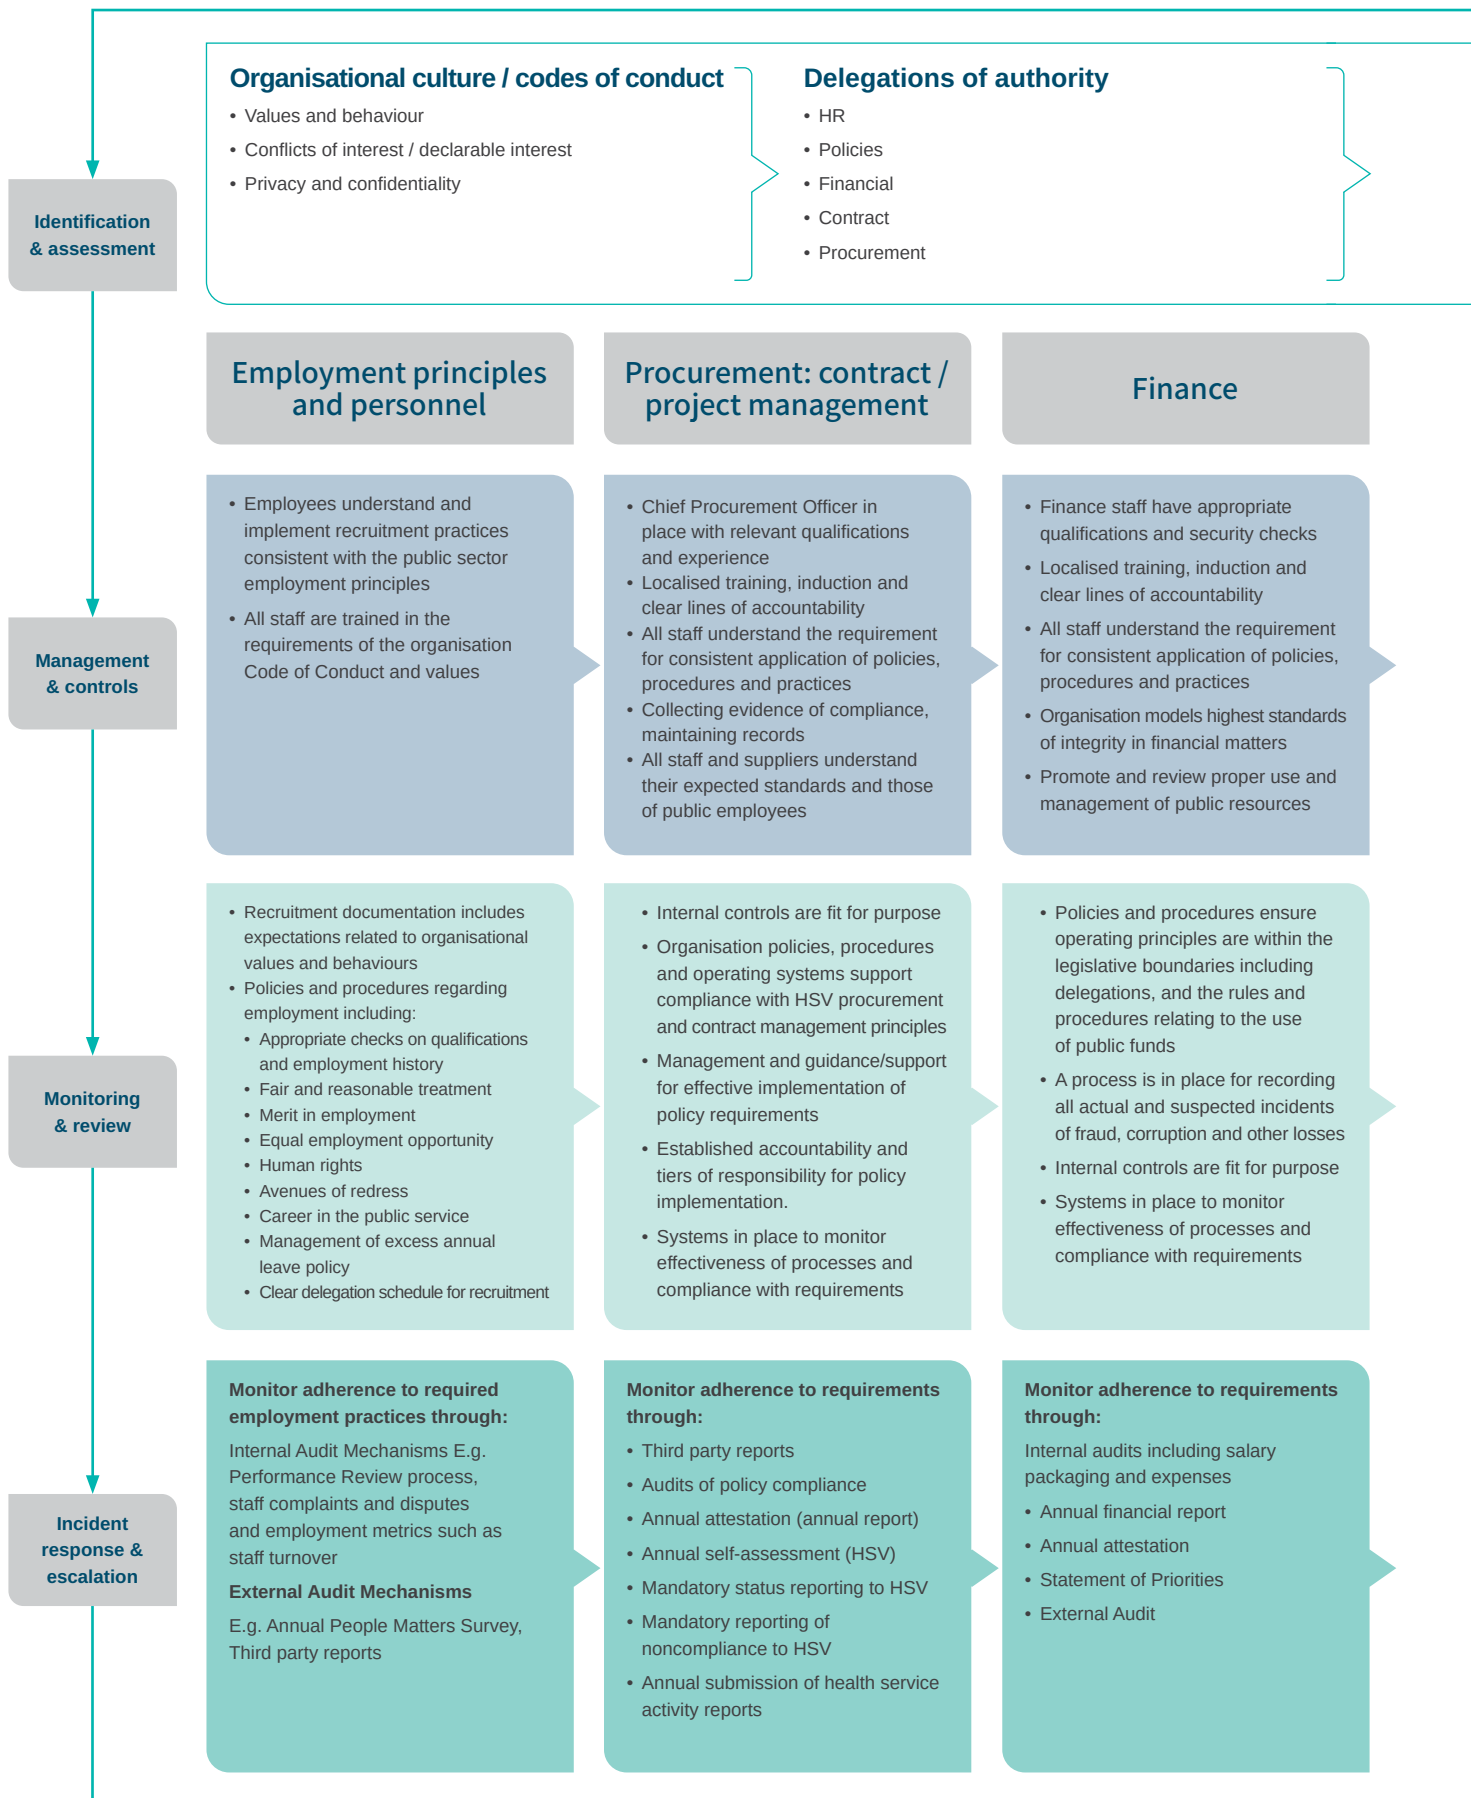 Organisational culture / codes of conduct
• Values and behaviour
• Conflicts of interest / declarable interest
• Privacy and confidentiality
Delegations of authority
• HR
• Policies
• Financial
• Contract
• Procurement
Identification
& assessment
Employment principles
and personnel
Procurement: contract /
project management
Finance
Management
& controls
• Employees understand and
implement recruitment practices
consistent with the public sector
employment principles
• All staff are trained in the
requirements of the organisation
Code of Conduct and values
• Chief Procurement Officer in
place with relevant qualifications
and experience
• Localised training, induction and
clear lines of accountability
• All staff understand the requirement
for consistent application of policies,
procedures and practices
• Collecting evidence of compliance,
maintaining records
• All staff and suppliers understand
their expected standards and those
of public employees
• Finance staff have appropriate
qualifications and security checks
• Localised training, induction and
clear lines of accountability
• All staff understand the requirement
for consistent application of policies,
procedures and practices
• Organisation models highest standards
of integrity in financial matters
• Promote and review proper use and
management of public resources
Monitoring
& review
• Recruitment documentation includes
expectations related to organisational
values and behaviours
• Policies and procedures regarding
employment including:
• Appropriate checks on qualifications
and employment history
• Fair and reasonable treatment
• Merit in employment
• Equal employment opportunity
• Human rights
• Avenues of redress
• Career in the public service
• Management of excess annual
leave policy
• Clear delegation schedule for recruitment
• Internal controls are fit for purpose
• Organisation policies, procedures
and operating systems support
compliance with HSV procurement
and contract management principles
• Management and guidance/support
for effective implementation of
policy requirements
• Established accountability and
tiers of responsibility for policy
implementation.
• Systems in place to monitor
effectiveness of processes and
compliance with requirements
• Policies and procedures ensure
operating principles are within the
legislative boundaries including
delegations, and the rules and
procedures relating to the use
of public funds
• A process is in place for recording
all actual and suspected incidents
of fraud, corruption and other losses
• Internal controls are fit for purpose
• Systems in place to monitor
effectiveness of processes and
compliance with requirements
Incident
response &
escalation
Monitor adherence to required
employment practices through:
Internal Audit Mechanisms E.g.
Performance Review process,
staff complaints and disputes
and employment metrics such as
staff turnover
External Audit Mechanisms
E.g. Annual People Matters Survey,
Third party reports
Monitor adherence to requirements
through:
• Third party reports
• Audits of policy compliance
• Annual attestation (annual report)
• Annual self-assessment (HSV)
• Mandatory status reporting to HSV
• Mandatory reporting of
noncompliance to HSV
• Annual submission of health service
activity reports
Monitor adherence to requirements
through:
Internal audits including salary
packaging and expenses
• Annual financial report
• Annual attestation
• Statement of Priorities
• External Audit